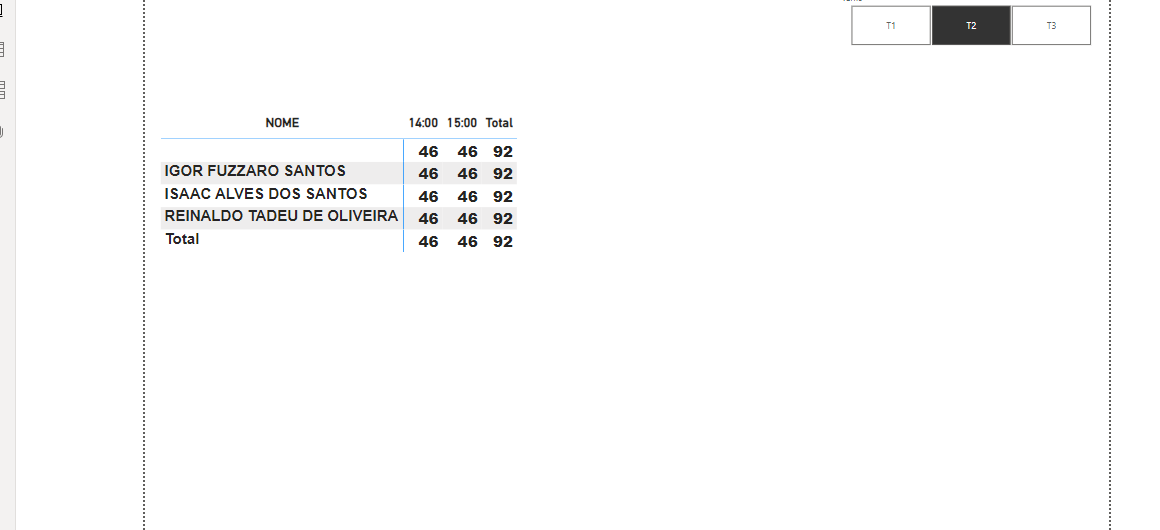 T1 T2 T3
NOME 14:00 15:00 Total
46 46 92
IGOR FUZZARO SANTOS 46 46 92
ISAAC ALVES DOS SANTOS 46 46 92
REINALDO TADEU DE OLIVEIRA 46 46 92
Total 46 46 92